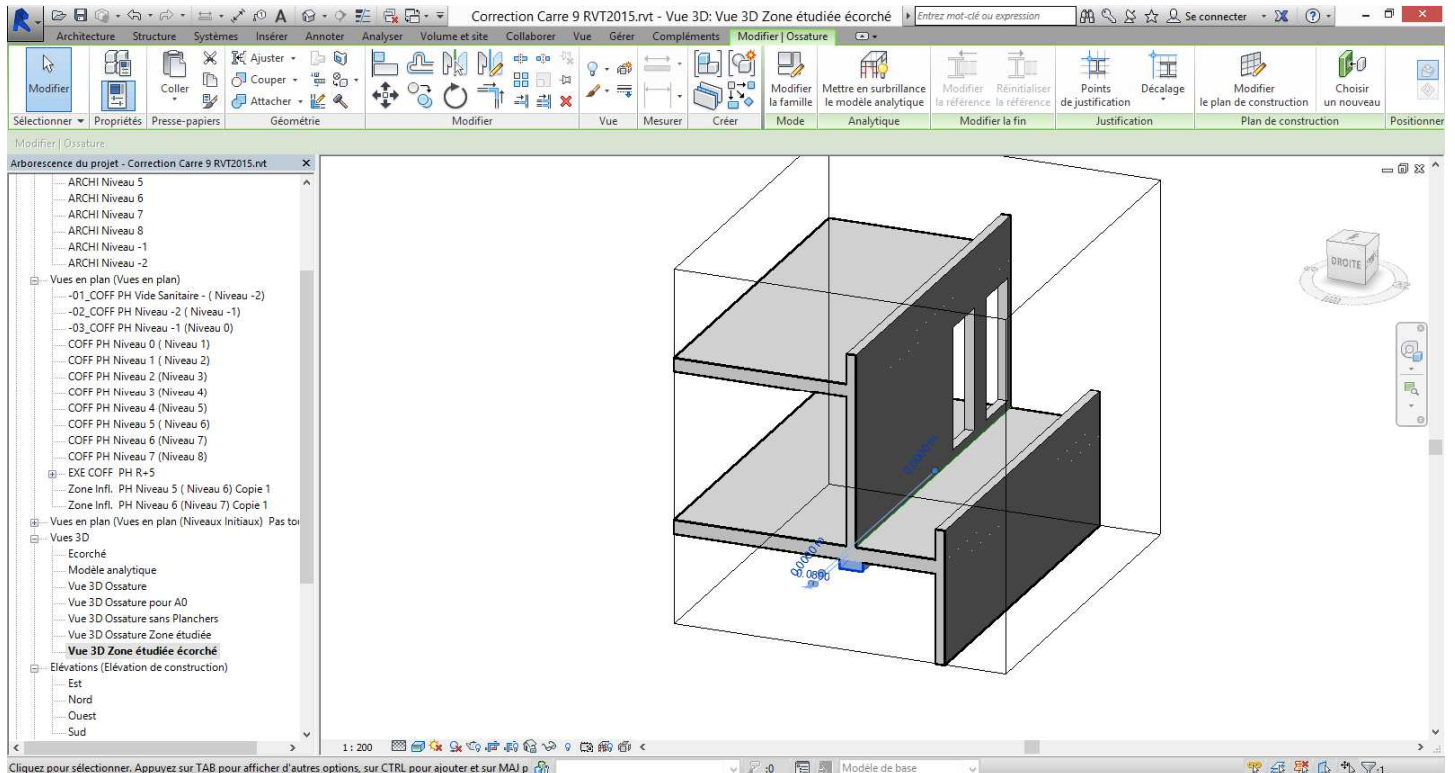 Correction Carre 9 RVT2015.rvt - Vue 3D: Vue 3D Zone étudiée écorché
Entrez mot-clé ou expression
Se connecter
Architecture Structure Systèmes Insérer Annoter Analyser Volume et site Collaborer Vue Gérer Compléments Modifier | Ossature
Modifier
Coller
Ajuster
Couper
Attacher
Modifier la famille
Mettre en surbrillance le modèle analytique
Modifier la référence
Réinitialiser la référence
Points de justification
Décalage
Modifier le plan de construction
Choisir un nouveau
Sélectionner Propriétés Presse-papiers Géométrie Modifier Vue Mesurer Créer Mode Analytique Modifier la fin Justification Plan de construction Positionner
Modifier | Ossature
Arborescence du projet - Correction Carre 9 RVT2015.rvt
ARCHI Niveau 5
ARCHI Niveau 6
ARCHI Niveau 7
ARCHI Niveau 8
ARCHI Niveau -1
ARCHI Niveau -2
Vues en plan (Vues en plan)
-01_COFF PH Vide Sanitaire - ( Niveau -2)
-02_COFF PH Niveau -2 ( Niveau -1)
-03_COFF PH Niveau -1 (Niveau 0)
COFF PH Niveau 0 ( Niveau 1)
COFF PH Niveau 1 ( Niveau 2)
COFF PH Niveau 2 (Niveau 3)
COFF PH Niveau 3 (Niveau 4)
COFF PH Niveau 4 (Niveau 5)
COFF PH Niveau 5 ( Niveau 6)
COFF PH Niveau 6 (Niveau 7)
COFF PH Niveau 7 (Niveau 8)
EXE COFF PH R+5
Zone Infl. PH Niveau 5 ( Niveau 6) Copie 1
Zone Infl. PH Niveau 6 (Niveau 7) Copie 1
Vues en plan (Vues en plan (Niveaux Initiaux) Pas tou
Vues 3D
Ecorché
Modèle analytique
Vue 3D Ossature
Vue 3D Ossature pour A0
Vue 3D Ossature sans Planchers
Vue 3D Ossature Zone étudiée
Vue 3D Zone étudiée écorché
Elévations (Elévation de construction)
Est
Nord
Ouest
Sud
DROITE
0.0000 m
0.0000 m
1 : 200
Cliquez pour sélectionner. Appuyez sur TAB pour afficher d'autres options, sur CTRL pour ajouter et sur MAJ p
:0
Modèle de base
:1